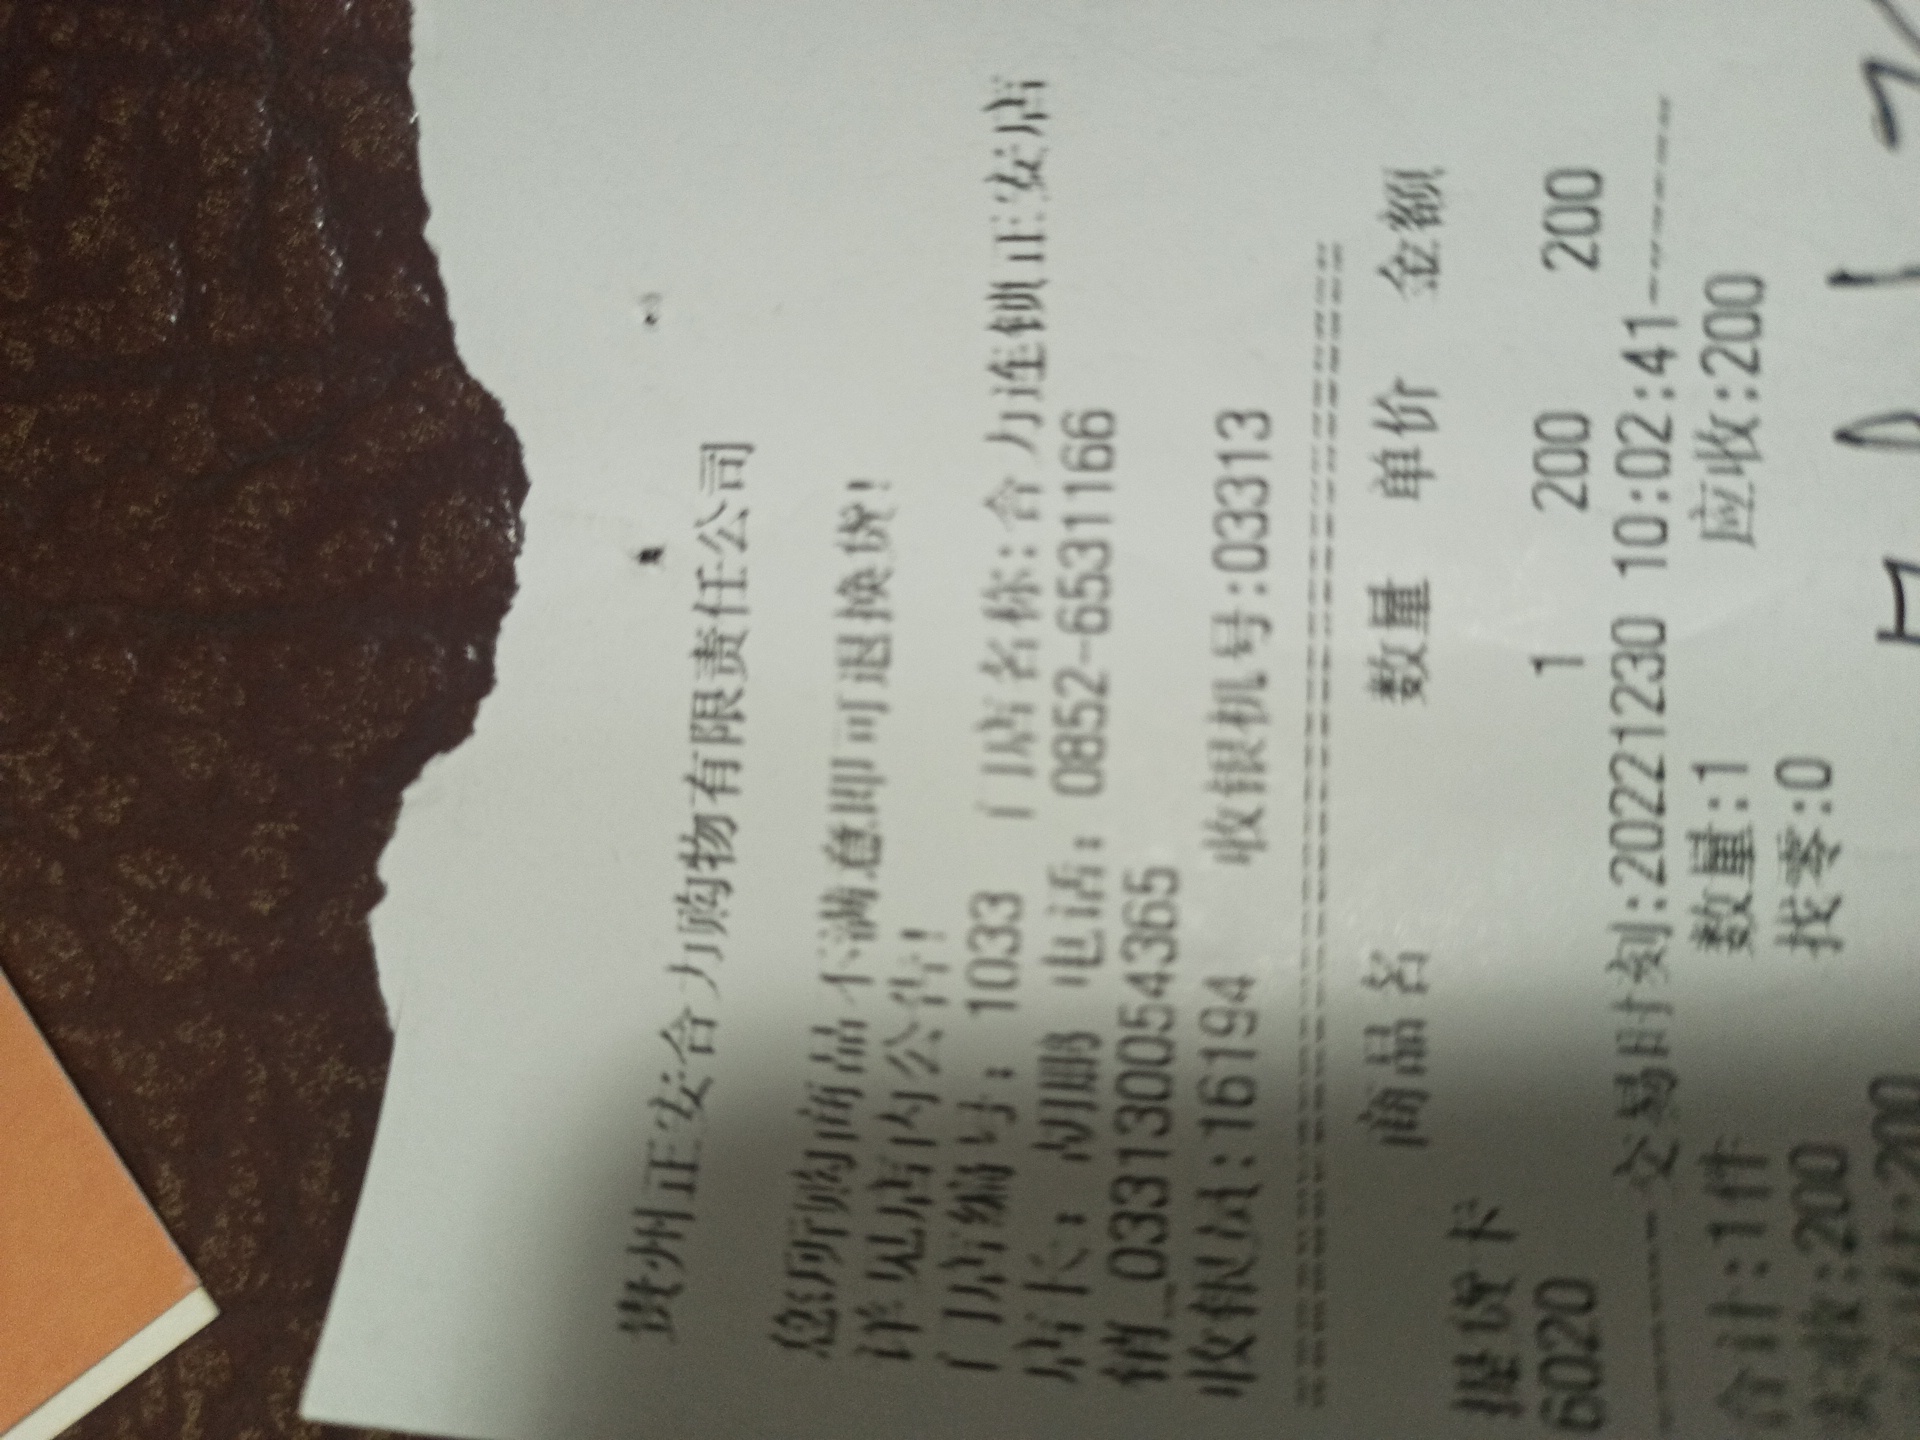 贵州正安合力购物有限责任公司
您所购商品不满意即可退换货!
详见店内公告!
门店编号: 1033 门店名称:合力连锁正安店
店长: 胡鹏 电话: 0852-6531166
销_0331300543​65
收银员:16194 收银机号:033313
商品名 数量 单价 金额
提货卡
6020 1 200 200
交易时刻:20221230 10:02:41
合计:1件 数量:1 应收:200
实收:200 找零:0
:200